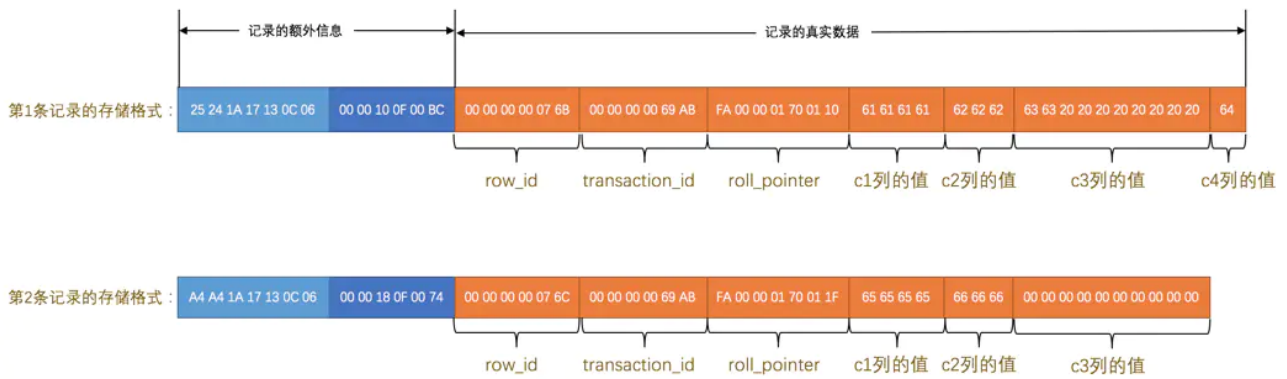 记录的额外信息 记录的真实数据
第1条记录的存储格式: 25 24 1A 17 13 0C 06 00 00 10 0F 00 BC 00 00 00 00 07 6B 00 00 00 00 69 AB FA 00 00 01 70 01 10 61 61 61 61 62 62 62 63 63 20 20 20 20 20 20 20 20 64
row_id transaction_id roll_pointer c1列的值 c2列的值 c3列的值 c4列的值
第2条记录的存储格式: A4 A4 1A 17 13 0C 06 00 00 18 0F 00 74 00 00 00 00 07 6C 00 00 00 00 69 AB FA 00 00 01 70 01 1F 65 65 65 65 66 66 66 00 00 00 00 00 00 00 00 00 00
row_id transaction_id roll_pointer c1列的值 c2列的值 c3列的值